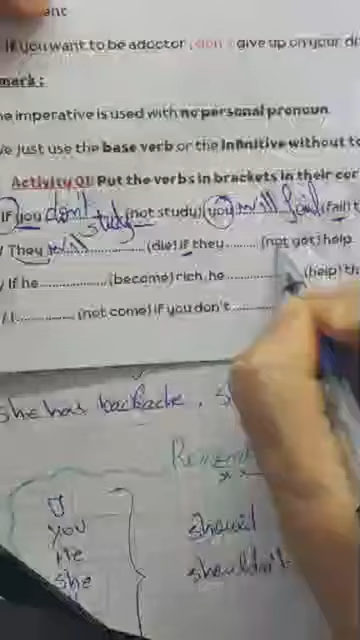 If you want to be adoctor, don't give up on your
mark:
he imperative is used with no personal pronoun.
We just use the base verb or the infinitive without to
Activity 01: Put the verbs in brackets in their cor
If you don't study (not study) you will fail (fail) t
They will (die) if they........ (not get) help
If he.................. (become) rich, he.................. (help) th
I.................. (not come) if you don't..................
she has backache, s
I
you
He
she
should
shouldn't